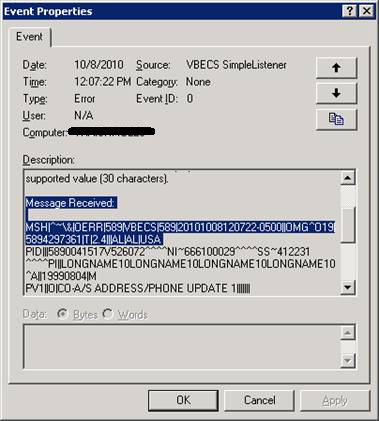 Event Properties
Event
Date: 10/8/2010 Source: VBECS SimpleListener
Time: 12:07:22 PM Category: None
Type: Error Event ID: 0
User: N/A
Computer:
Description:
supported value (30 characters).
Message Received:
MSH|^~\&|OERR|589|VBECS|589|20101008120722-0500||OMG^O19|
5894297361|T|2.4|||AL|AL|USA
PID|||5890041517V526072^^^^NI~666100029^^^^SS~412231
^^^^PI||LONGNAME10LONGNAME10LONGNAME10LONGNAME10
^A||19990804|M
PV1||O|CO-A/S ADDRESS/PHONE UPDATE 1|||||||
Data: Bytes Words
OK Cancel Apply